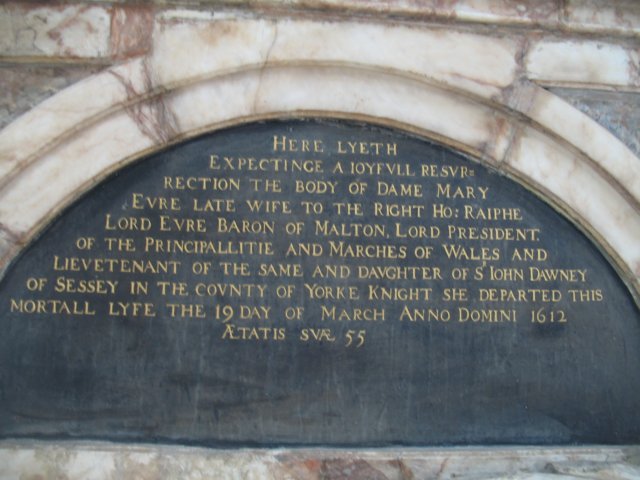 HERE LYETH
EXPECTINGE A IOYFVLL RESVR=
RECTION THE BODY OF DAME MARY
EVRE LATE WIFE TO THE RIGHT HO: RAIPHE
LORD EVRE BARON OF MALTON, LORD PRESIDENT.
OF THE PRINCIPALLITIE AND MARCHES OF WALES AND
LIEVETENANT OF THE SAME AND DAVGHTER OF Sr IOHN DAWNEY
OF SESSEY IN THE COVNTY OF YORKE KNIGHT SHE DEPARTED THIS
MORTALL LYFE THE 19 DAY OF MARCH ANNO DOMINI 1612
ÆTATIS SVÆ 55